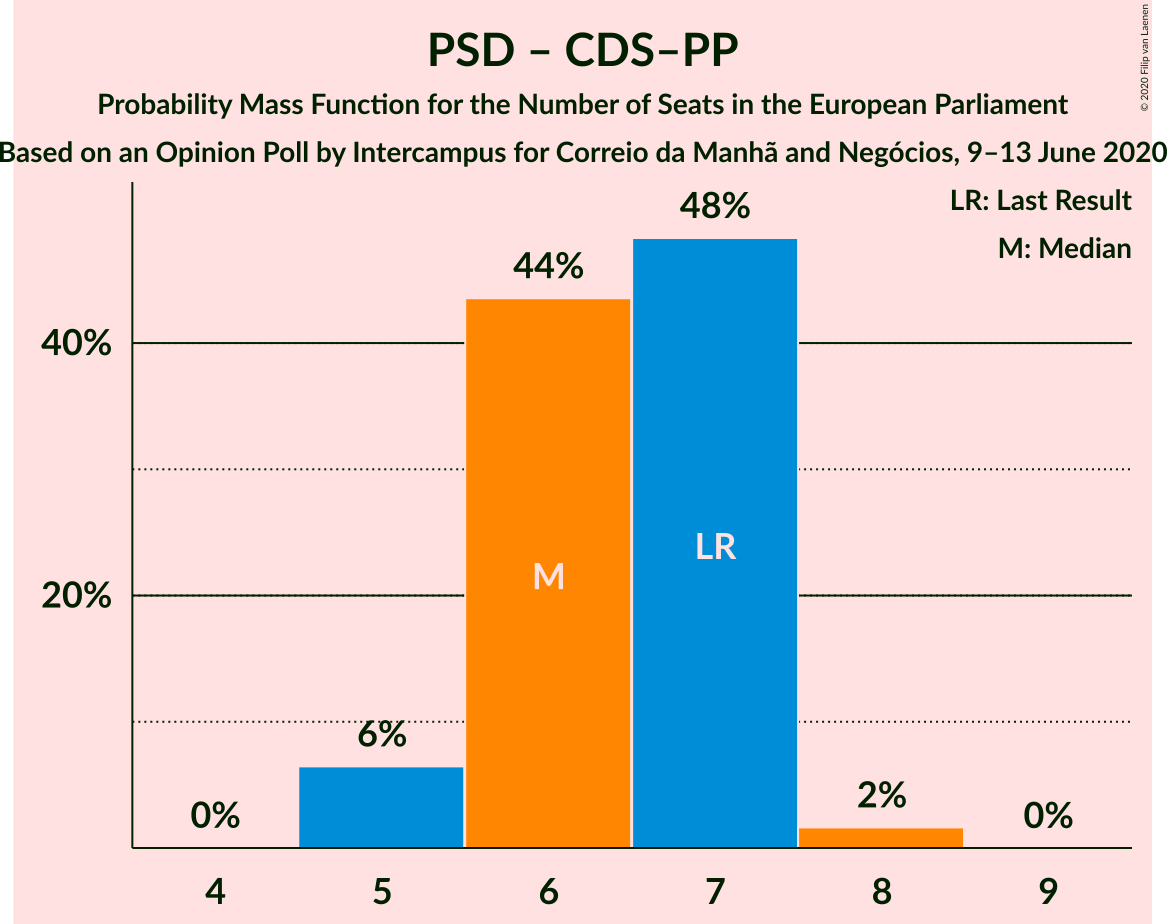 PSD – CDS–PP
Probability Mass Function for the Number of Seats in the European Parliament
Based on an Opinion Poll by Intercampus for Correio da Manhã and Negócios, 9–13 June 2020
© 2020 Filip van Laenen
LR: Last Result
M: Median
48%
44%
40%
LR
M
20%
6%
2%
0%
0%
4 5 6 7 8 9